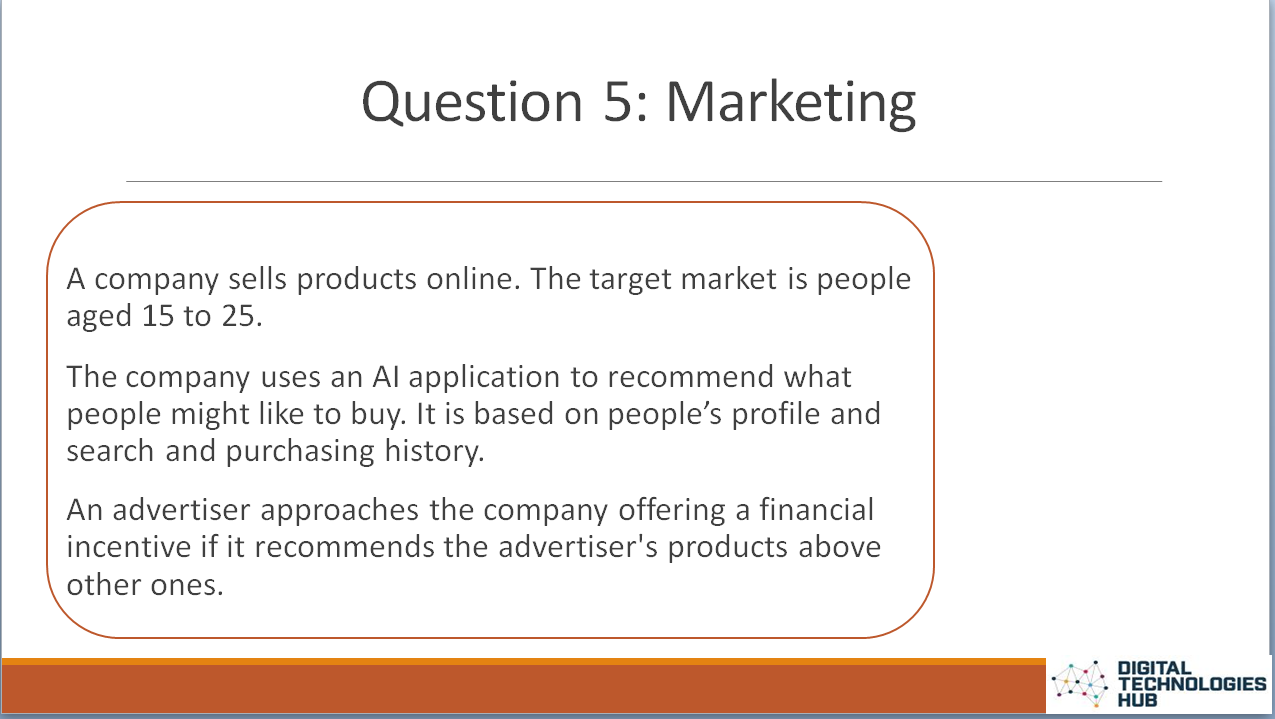 Question 5: Marketing
A company sells products online. The target market is people
aged 15 to 25.
The company uses an AI application to recommend what
people might like to buy. It is based on people’s profile and
search and purchasing history.
An advertiser approaches the company offering a financial
incentive if it recommends the advertiser's products above
other ones.
DIGITAL
TECHNOLOGIES
HUB